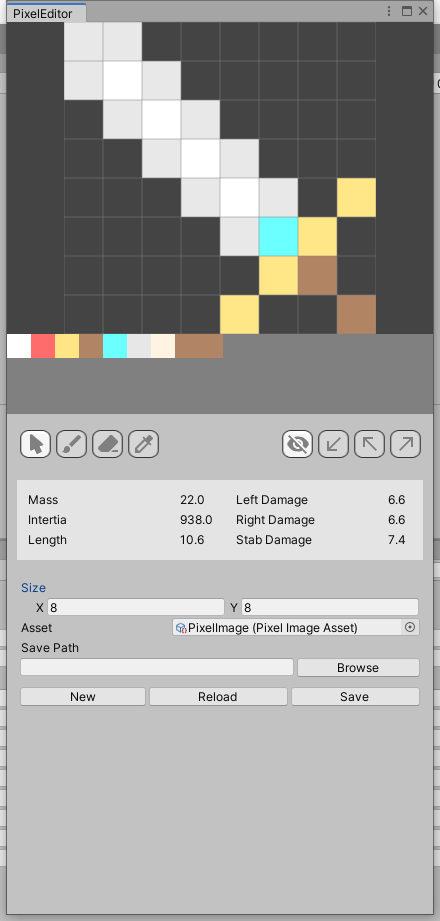 PixelEditor
Mass 22.0 Left Damage 6.6
Intertia 938.0 Right Damage 6.6
Length 10.6 Stab Damage 7.4
Size
X 8 Y 8
Asset PixelImage (Pixel Image Asset)
Save Path
Browse
New Reload Save